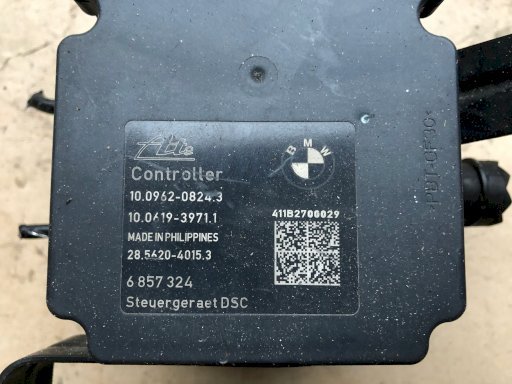 Ate
BMW
Controller
10.0962-0824.3
10.0619-3971.1
411B2700029
MADE IN PHILIPPINES
28.5620-4015.3
6 857 324
Steuergeraet DSC